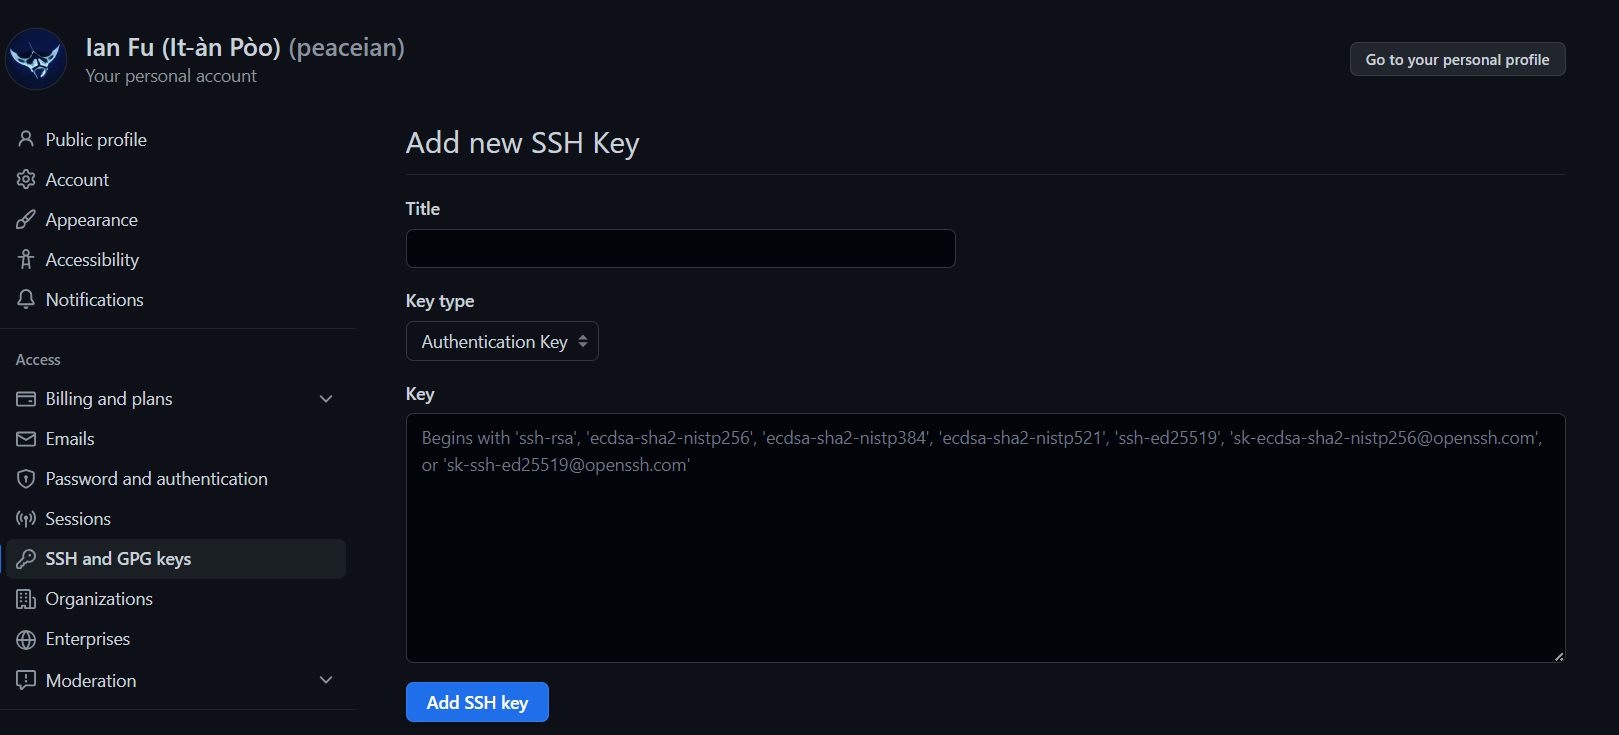 Ian Fu (It-àn Pòo) (peaceian)
Your personal account
Go to your personal profile
Public profile
Account
Appearance
Accessibility
Notifications
Access
Billing and plans
Emails
Password and authentication
Sessions
SSH and GPG keys
Organizations
Enterprises
Moderation
Add new SSH Key
Title
Key type
Authentication Key
Key
Begins with 'ssh-rsa', 'ecdsa-sha2-nistp256', 'ecdsa-sha2-nistp384', 'ecdsa-sha2-nistp521', 'ssh-ed25519', 'sk-ecdsa-sha2-nistp256@openssh.com',
or 'sk-ssh-ed25519@openssh.com'
Add SSH key